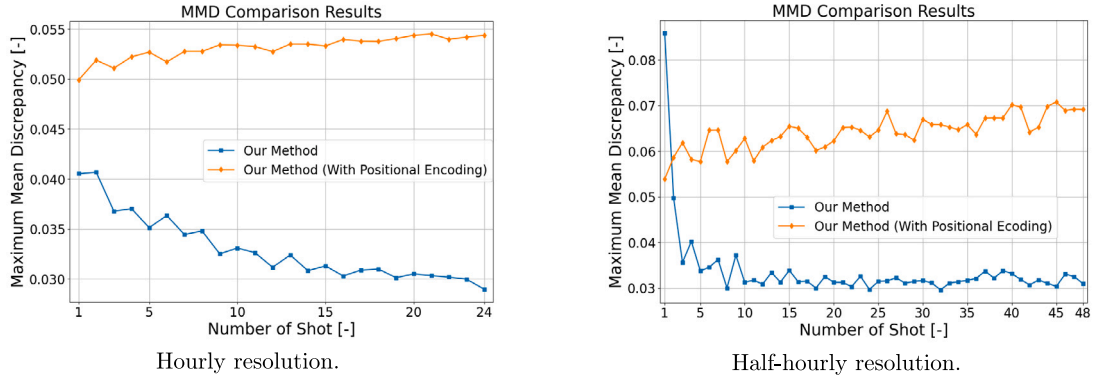 MMD Comparison Results
Maximum Mean Discrepancy [-]
0.055
0.050
0.045
0.040
0.035
0.030
Our Method
Our Method (With Positional Encoding)
1 5 10 15 20 24
Number of Shot [-]
Hourly resolution.
MMD Comparison Results
Maximum Mean Discrepancy [-]
0.08
0.07
0.06
0.05
0.04
0.03
Our Method
Our Method (With Positional Ecoding)
1 5 10 15 20 25 30 35 40 45 48
Number of Shot [-]
Half-hourly resolution.